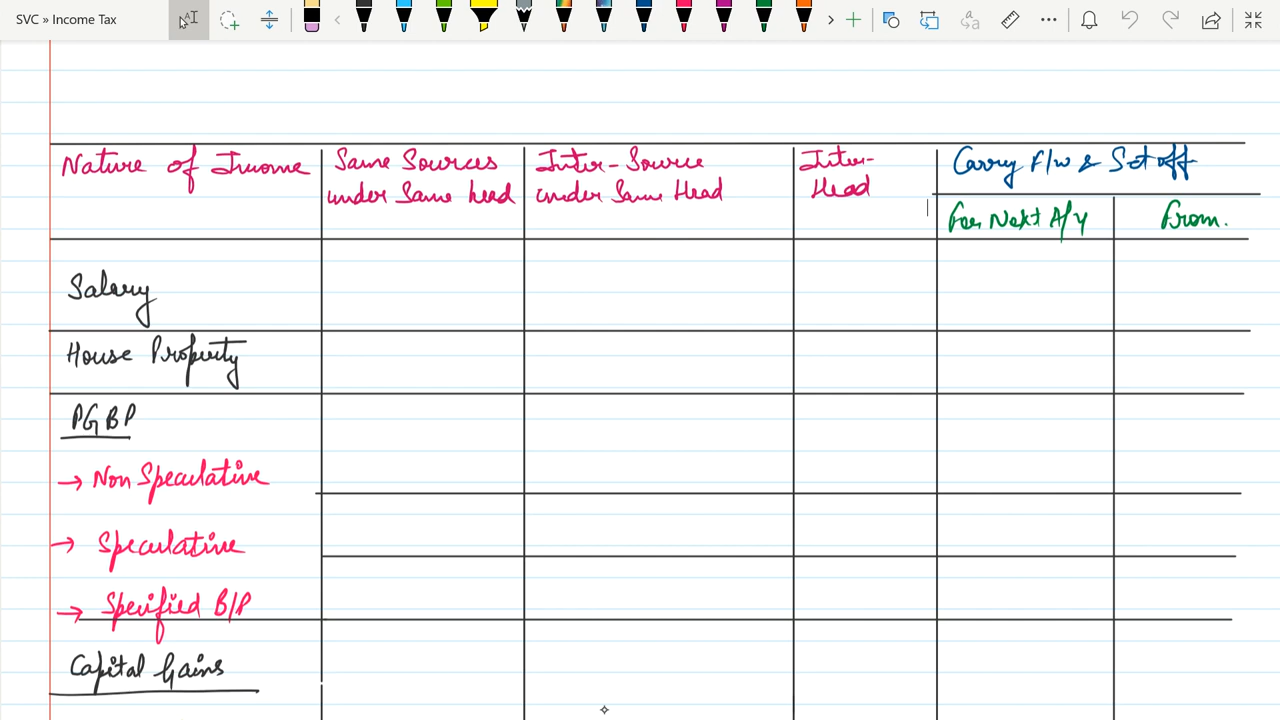 SVC » Income Tax
Nature of Income
Same Sources
under Same head
Inter-Source
under Same Head
Inter-
Head
Carry F/w & Set off
For Next A/y
From.
Salary
House Property
PGBP
→ Non Speculative
→ Speculative
→ Specified B/P
Capital Gains